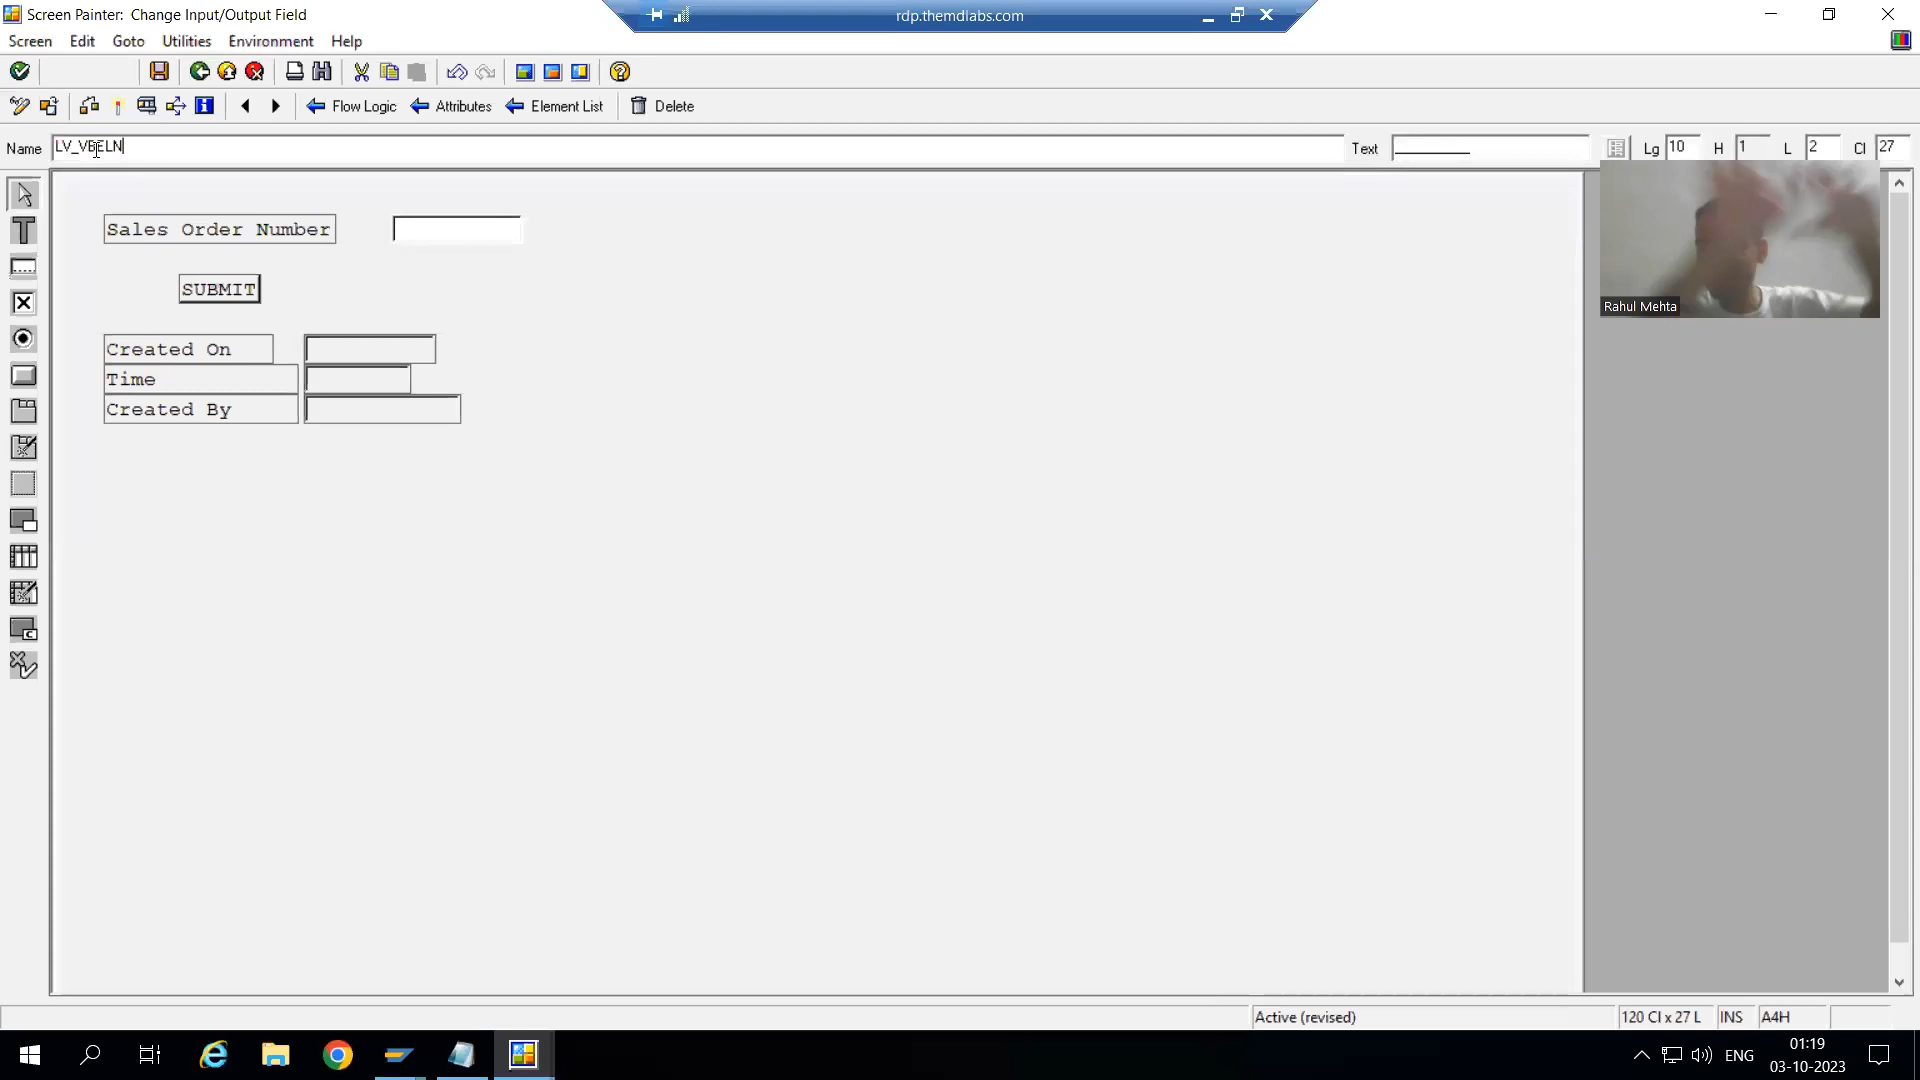 Screen Painter: Change Input/Output Field
rdp.themdlabs.com
Screen Edit Goto Utilities Environment Help
Flow Logic Attributes Element List Delete
Name LV_VBELN Text __________ Lg 10 H 1 L 2 Cl 27
Sales Order Number
SUBMIT
Created On
Time
Created By
Rahul Mehta
Active (revised) 120 Cl x 27 L INS A4H
ENG
01:19
03-10-2023